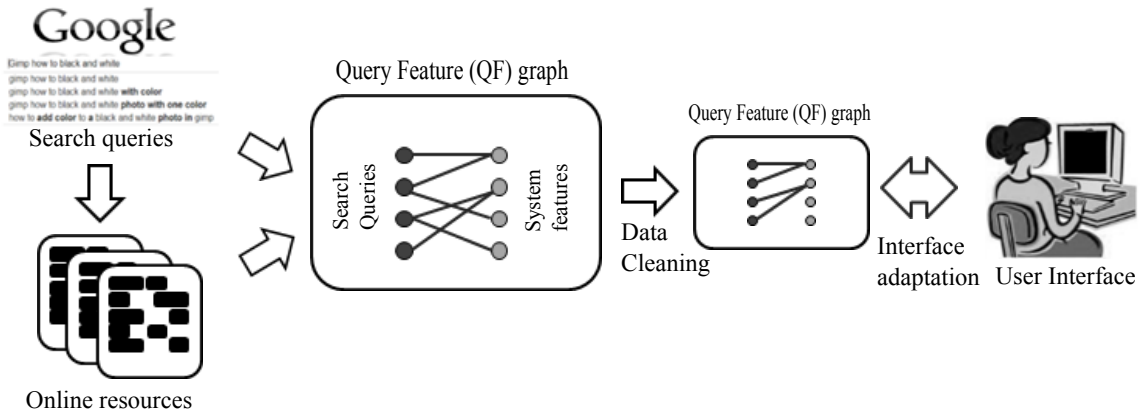 Google
Gimp how to black and white
gimp how to black and white
gimp how to black and white with color
gimp how to black and white photo with one color
how to add color to a black and white photo in gimp
Search queries
Online resources
Query Feature (QF) graph
Search
Queries
System
features
Data
Cleaning
Query Feature (QF) graph
Interface
adaptation
User Interface